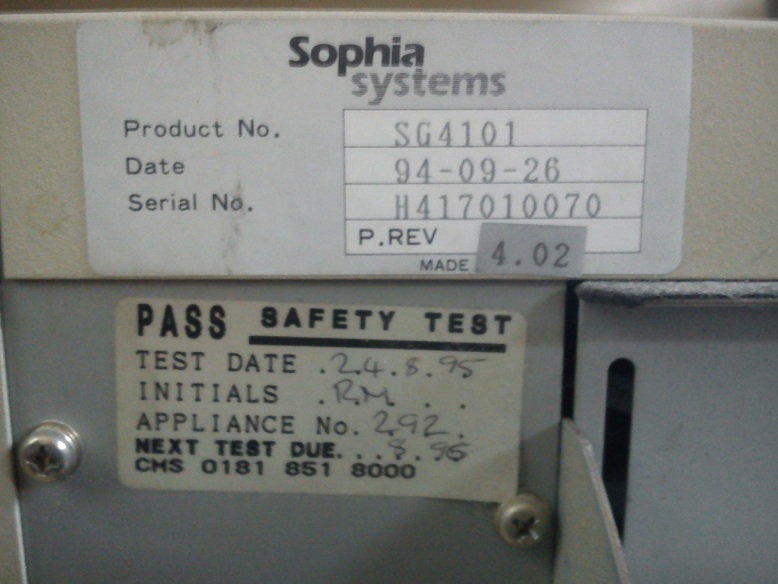 Sophia
systems
Product No. SG4101
Date 94-09-26
Serial No. H417010070
P.REV 4.02
MADE
PASS SAFETY TEST
TEST DATE .24.8.95
INITIALS .RM . .
APPLIANCE No. 292.
NEXT TEST DUE. . . 8.96
CMS 0181 851 8000